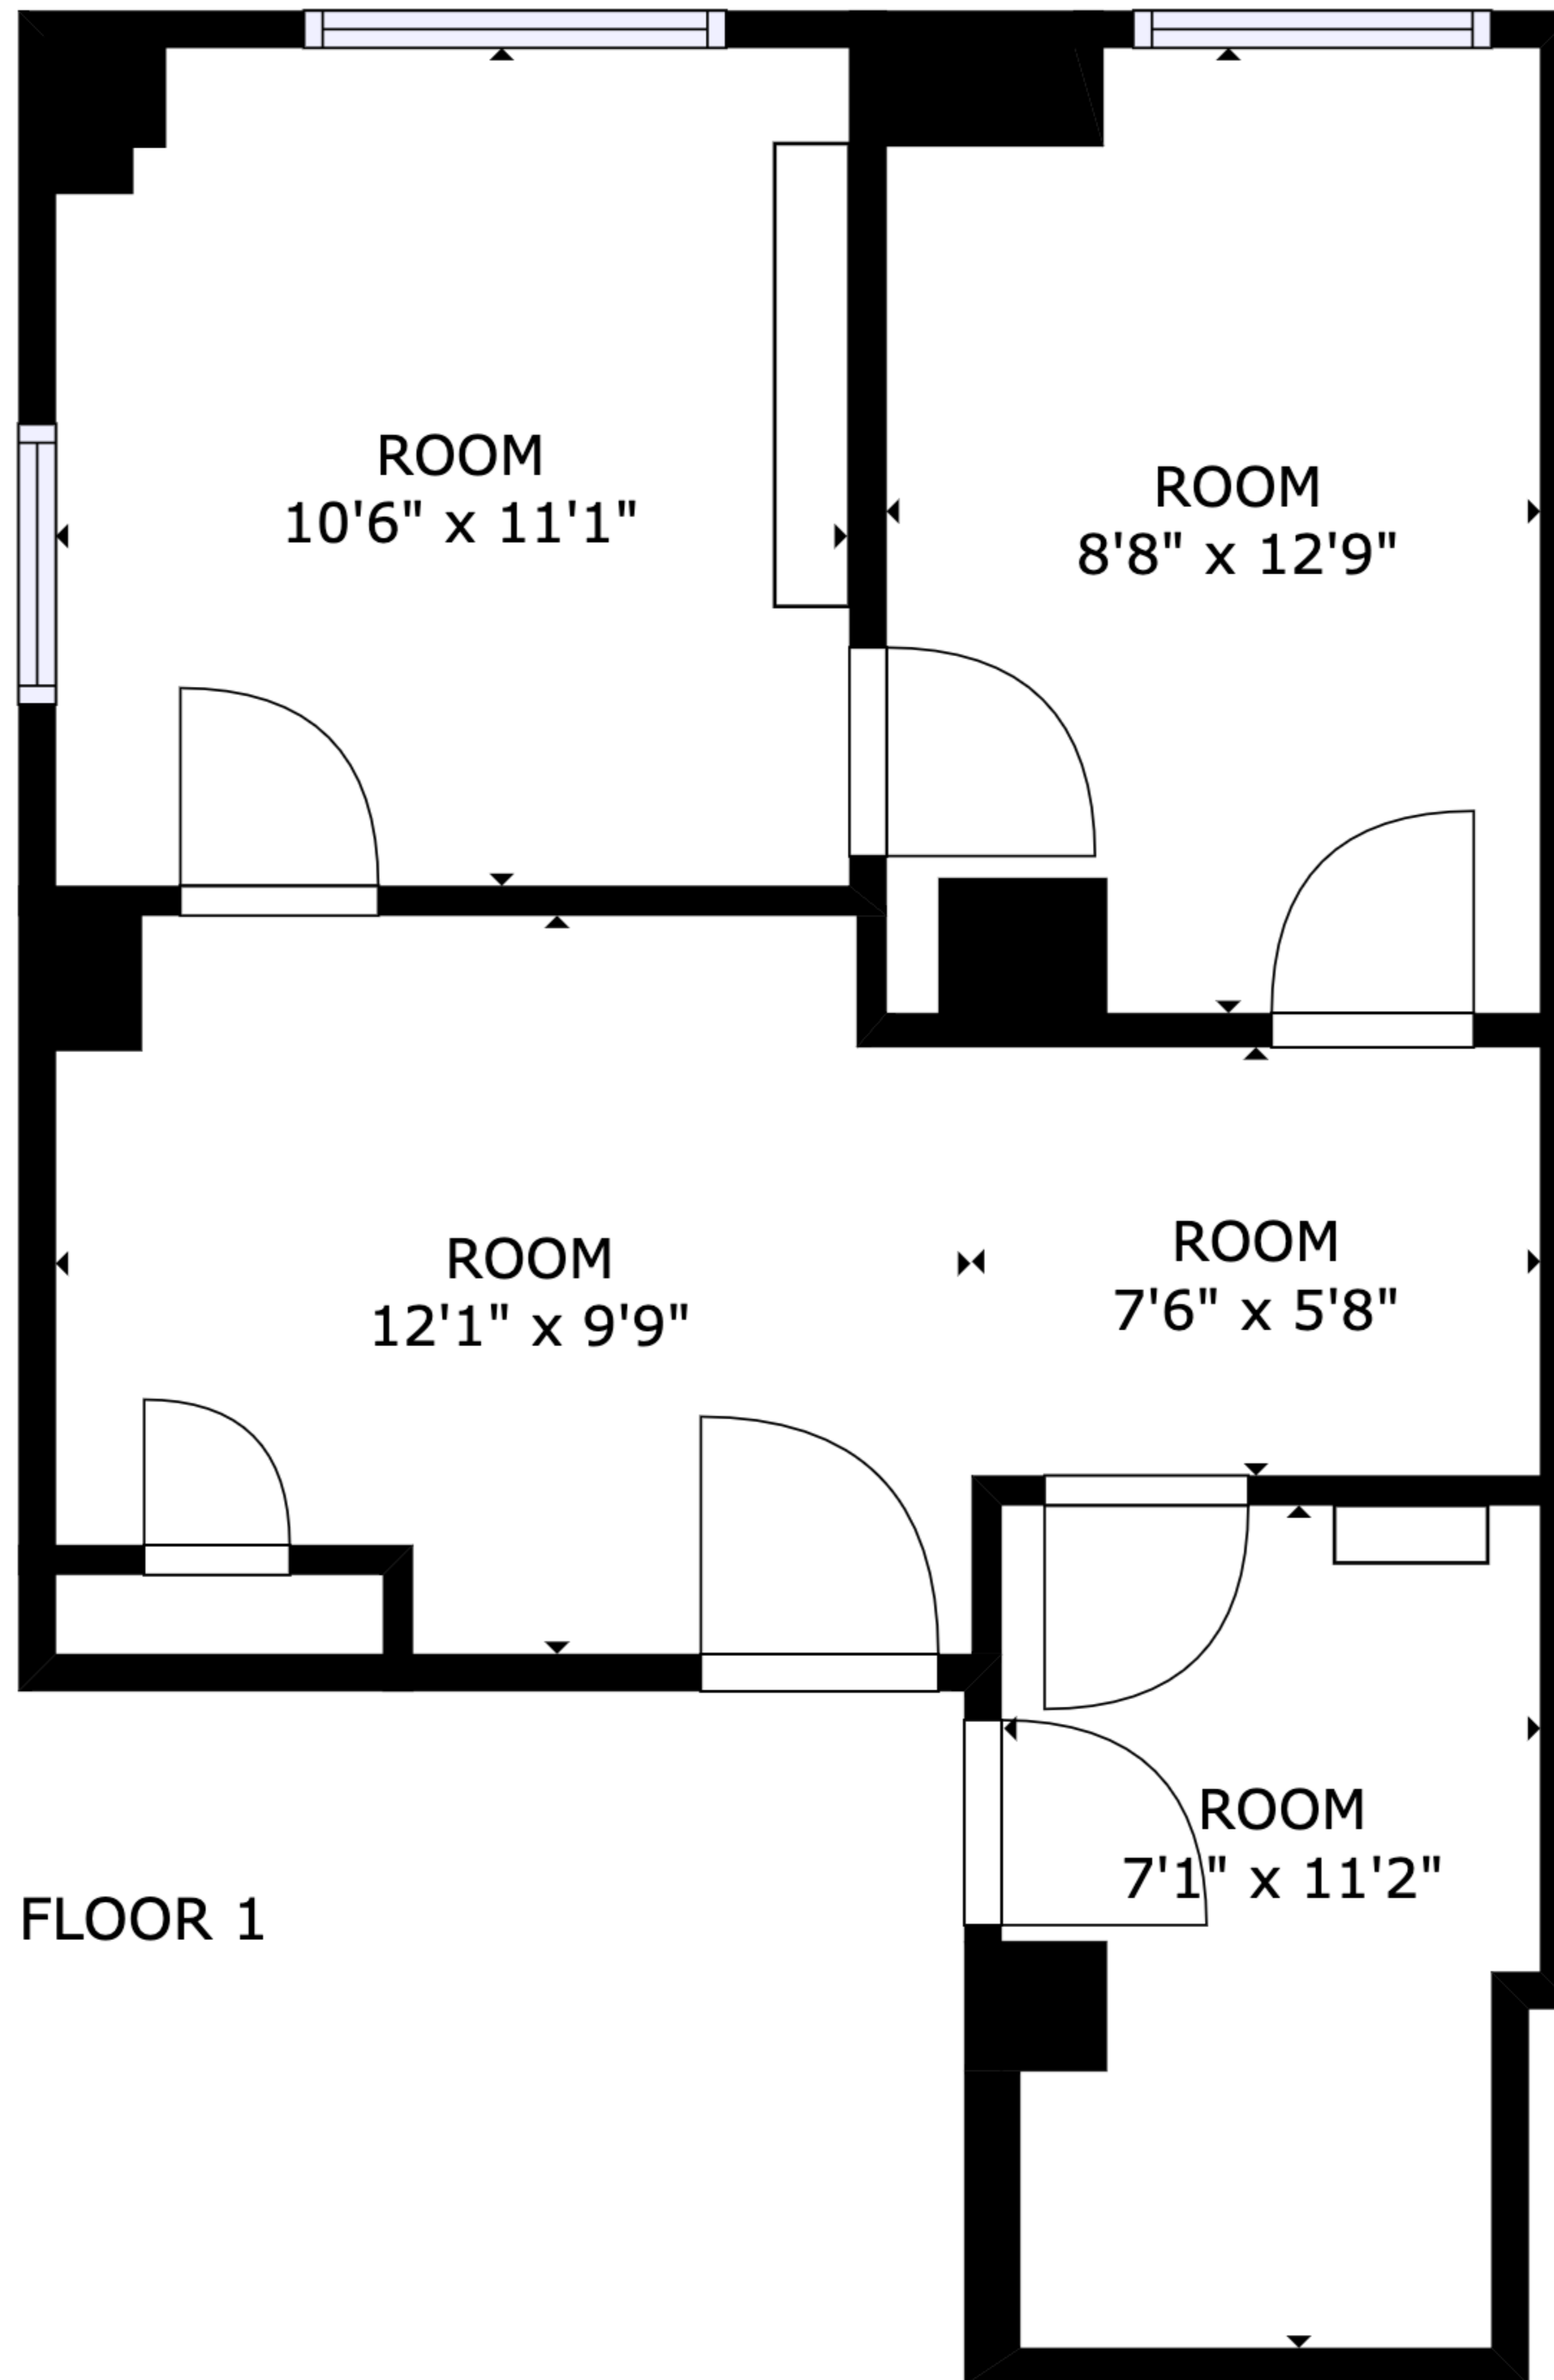 ROOM
10'6" x 11'1"
ROOM
8'8" x 12'9"
ROOM
12'1" x 9'9"
ROOM
7'6" x 5'8"
ROOM
7'1" x 11'2"
FLOOR 1